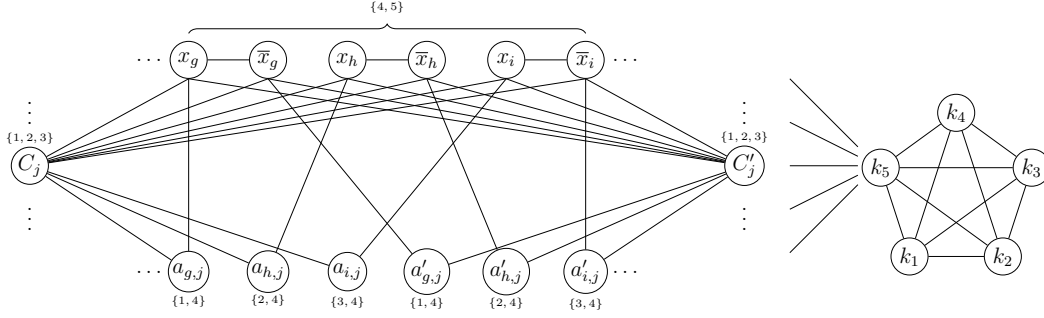 {4, 5}
⋯ x_g x̅_g x_h x̅_h x_i x̅_i ⋯
⋮ ⋮
{1, 2, 3} {1, 2, 3}
C_j C′_j
⋮ ⋮
⋯ a_{g,j} a_{h,j} a_{i,j} a′_{g,j} a′_{h,j} a′_{i,j} ⋯
{1, 4} {2, 4} {3, 4} {1, 4} {2, 4} {3, 4}
k_4
k_5 k_3
k_1 k_2